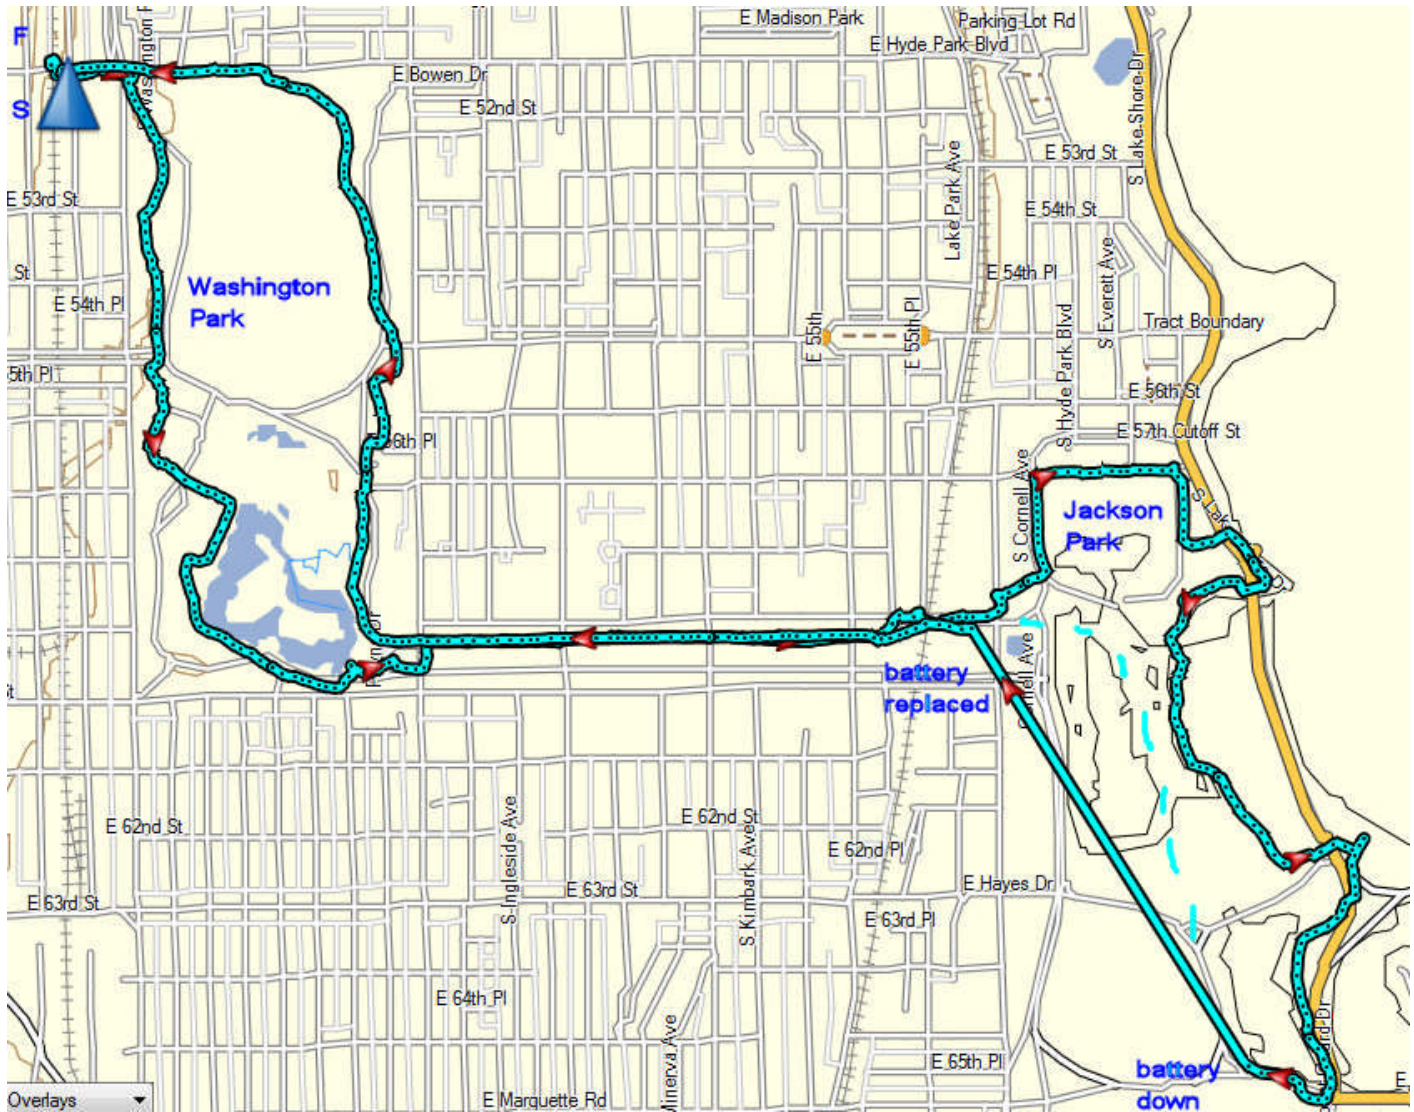 E Madison Park
Parking Lot Rd
F
E Hyde Park Blvd
E Bowen Dr
S
E 52nd St
S Lake Shore Dr
E 53rd St
Lake Park Ave
E 53rd St
E 54th St
St
E 54th Pl
S Everett Ave
Washington
Park
E 54th Pl
Tract Boundary
E 55th
E 55th Pl
S Hyde Park Blvd
5th Pl
E 56th St
56th Pl
E 57th Cutoff St
S Cornell Ave
Jackson
Park
S Lak
Dr
battery
replaced
St
E 62nd St
S Ingleside Ave
E 62nd St
S Kimbark Ave
E 62nd Pl
E Hayes Dr
E 63rd St
E 63rd St
E 63rd Pl
E 64th Pl
Minerva Ave
E 65th Pl
battery
down
E Marquette Rd
E
Overlays